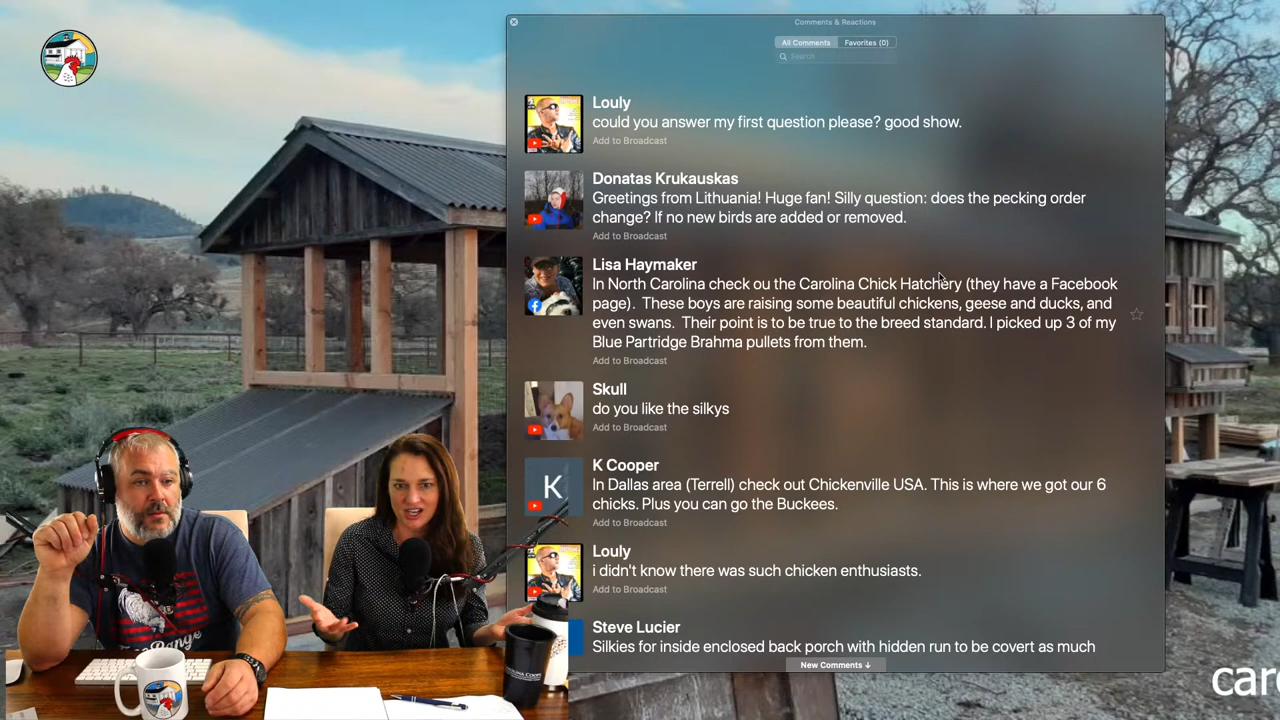 Comments & Reactions
All Comments
Favorites (0)
Search
Louly
could you answer my first question please? good show.
Add to Broadcast
Donatas Krukauskas
Greetings from Lithuania! Huge fan! Silly question: does the pecking order
change? If no new birds are added or removed.
Add to Broadcast
Lisa Haymaker
In North Carolina check ou the Carolina Chick Hatchery (they have a Facebook
page). These boys are raising some beautiful chickens, geese and ducks, and
even swans. Their point is to be true to the breed standard. I picked up 3 of my
Blue Partridge Brahma pullets from them.
Add to Broadcast
Skull
do you like the silkys
Add to Broadcast
K
K Cooper
In Dallas area (Terrell) check out Chickenville USA. This is where we got our 6
chicks. Plus you can go the Buckees.
Add to Broadcast
Louly
i didn't know there was such chicken enthusiasts.
Add to Broadcast
Steve Lucier
Silkies for inside enclosed back porch with hidden run to be covert as much
New Comments ↓